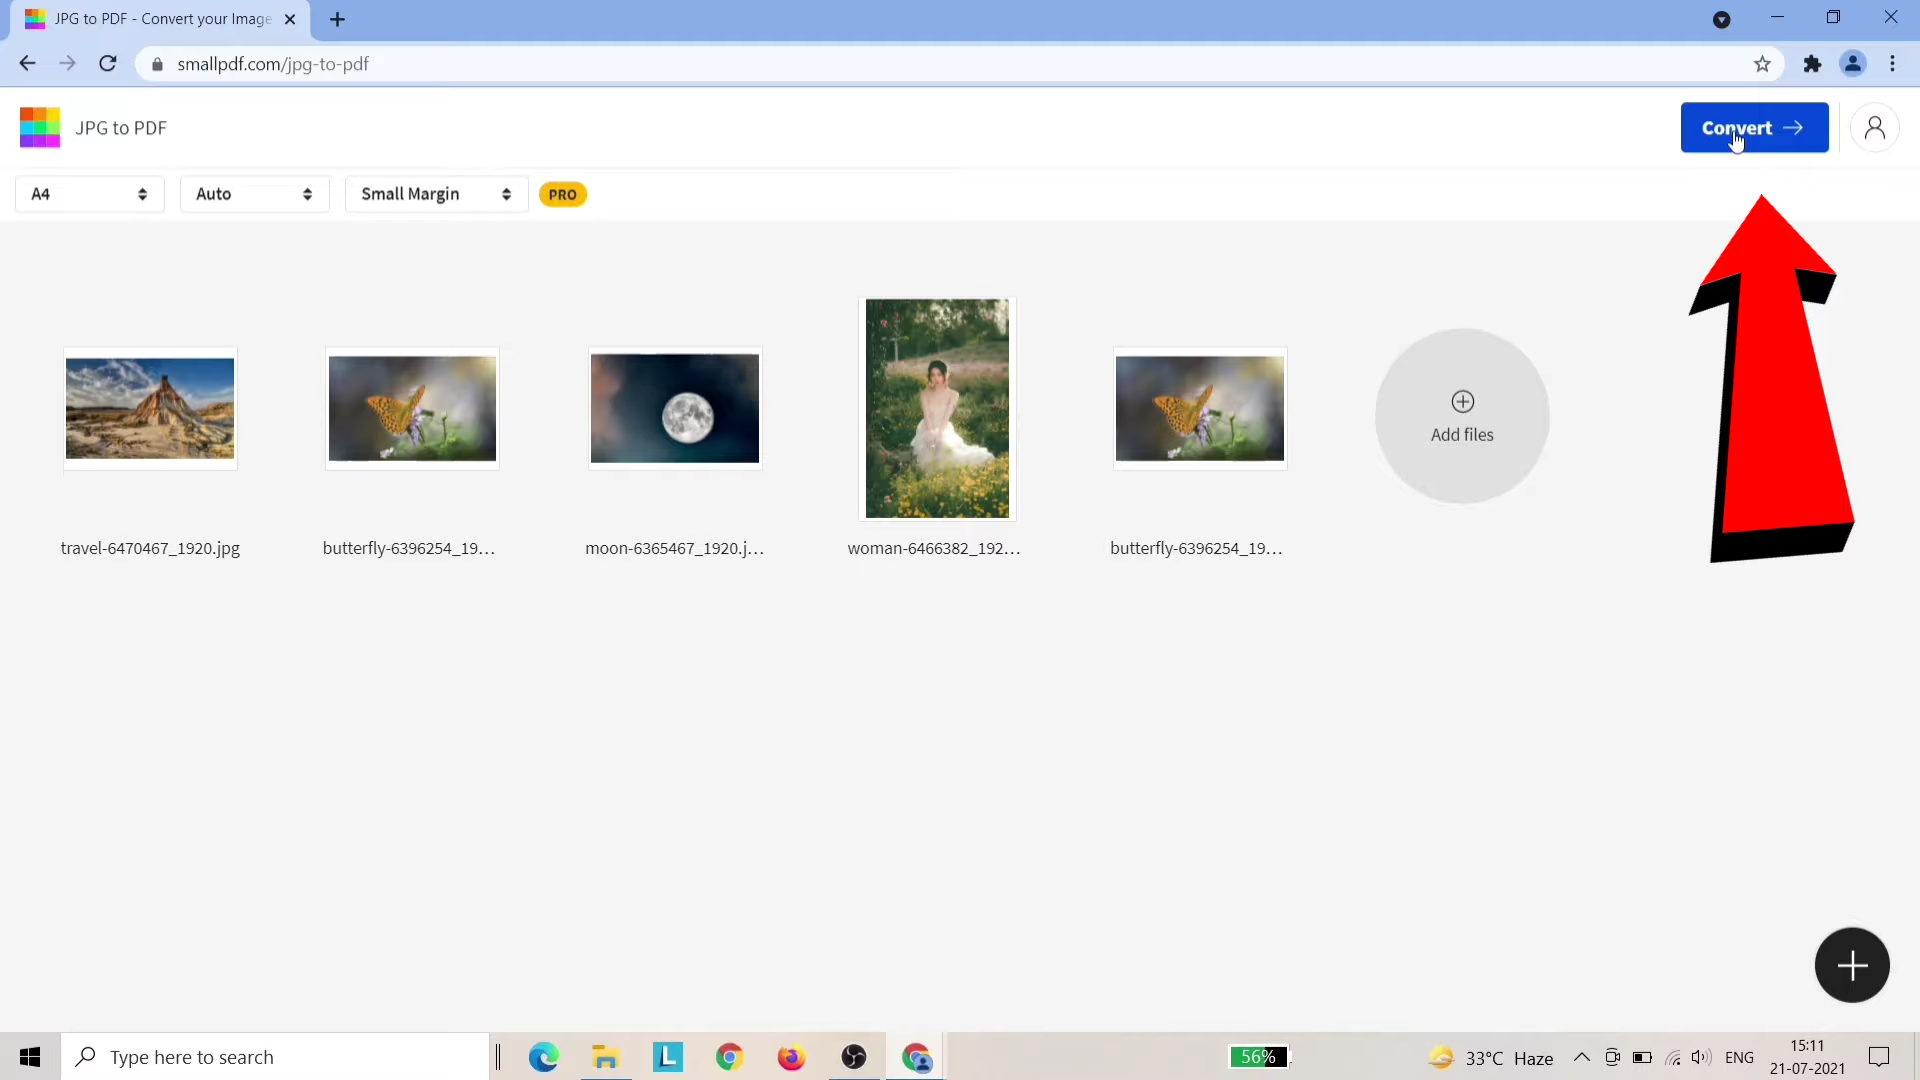 JPG to PDF - Convert your Image
smallpdf.com/jpg-to-pdf
JPG to PDF
Convert
A4
Auto
Small Margin
PRO
Add files
travel-6470467_1920.jpg
butterfly-6396254_19...
moon-6365467_1920.j...
woman-6466382_192...
butterfly-6396254_19...
Type here to search
L
56%
33°C Haze
ENG
15:11
21-07-2021